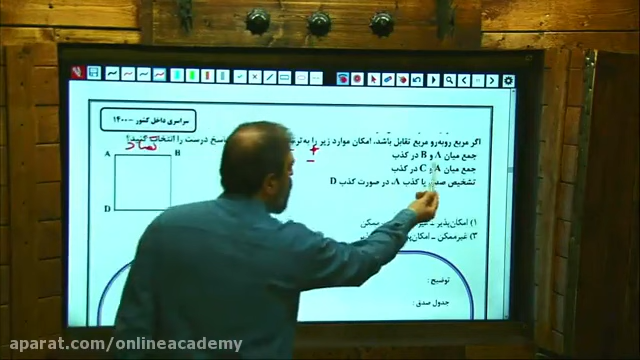 سراسری داخل کشور - ۱۴۰۰
اگر مربع روبه‌رو مربع تقابل باشد، امکان موارد زیر را به‌ترتیب پاسخ درست را انتخاب کنید؟
تضاد
A B
+
-
جمع میان A و B در کذب
جمع میان A و C در کذب
تشخیص صدق یا کذب A، در صورت کذب D
D
۱) امکان‌پذیر - ممکن
۳) غیرممکن - امکان‌پذیر
توضیح :
جدول صدق :
aparat.com/onlineacademy